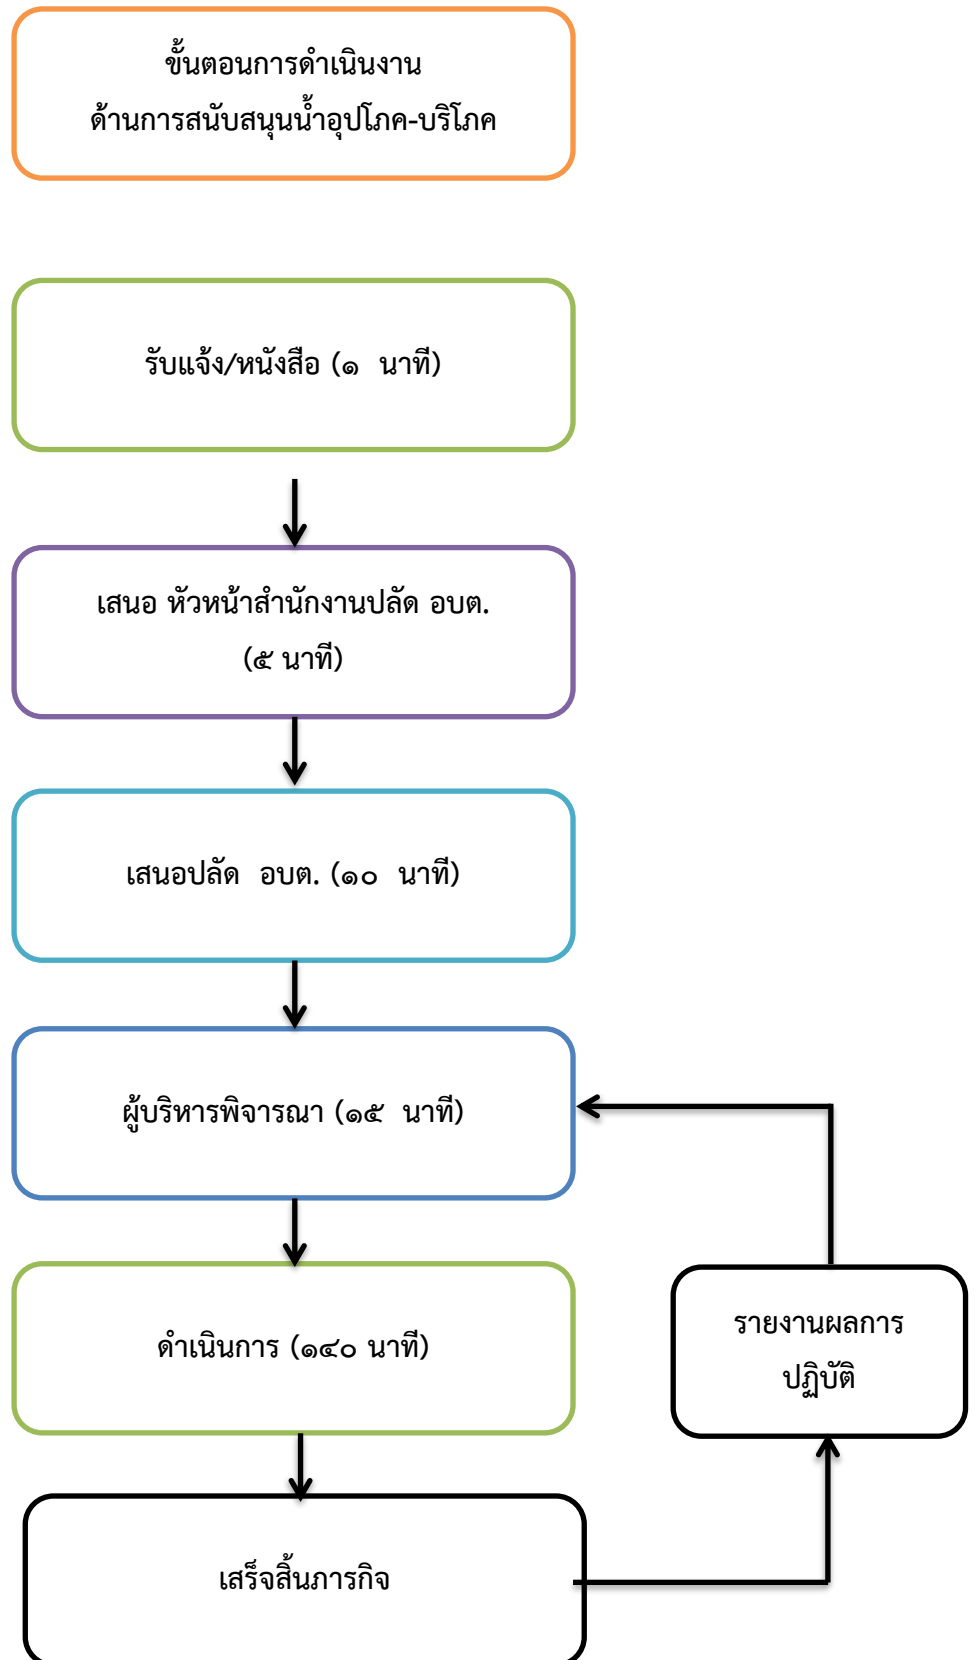 ขั้นตอนการดำเนินงาน
ด้านการสนับสนุนน้ำอุปโภค-บริโภค
รับแจ้ง/หนังสือ (๑ นาที)
เสนอ หัวหน้าสำนักงานปลัด อบต.
(๕ นาที)
เสนอปลัด อบต. (๑๐ นาที)
ผู้บริหารพิจารณา (๑๕ นาที)
ดำเนินการ (๑๔๐ นาที)
รายงานผลการ
ปฏิบัติ
เสร็จสิ้นภารกิจ